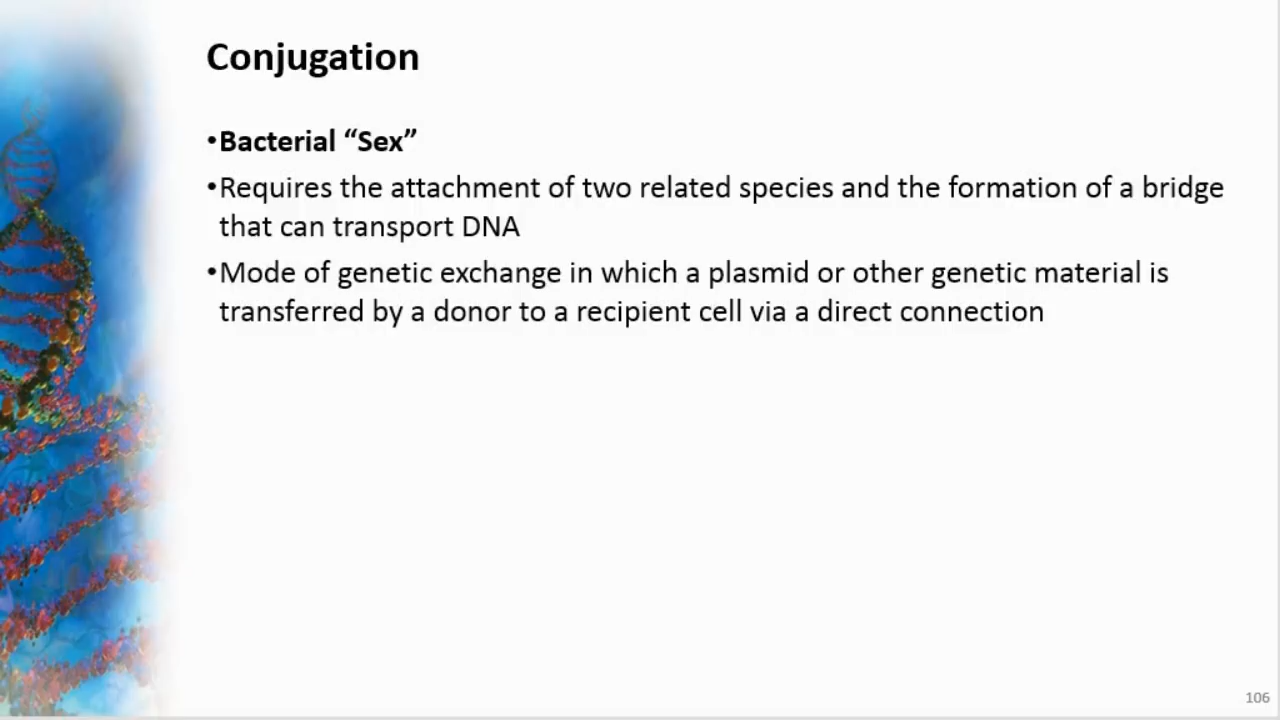 Conjugation
•Bacterial “Sex”
•Requires the attachment of two related species and the formation of a bridge
that can transport DNA
•Mode of genetic exchange in which a plasmid or other genetic material is
transferred by a donor to a recipient cell via a direct connection
106